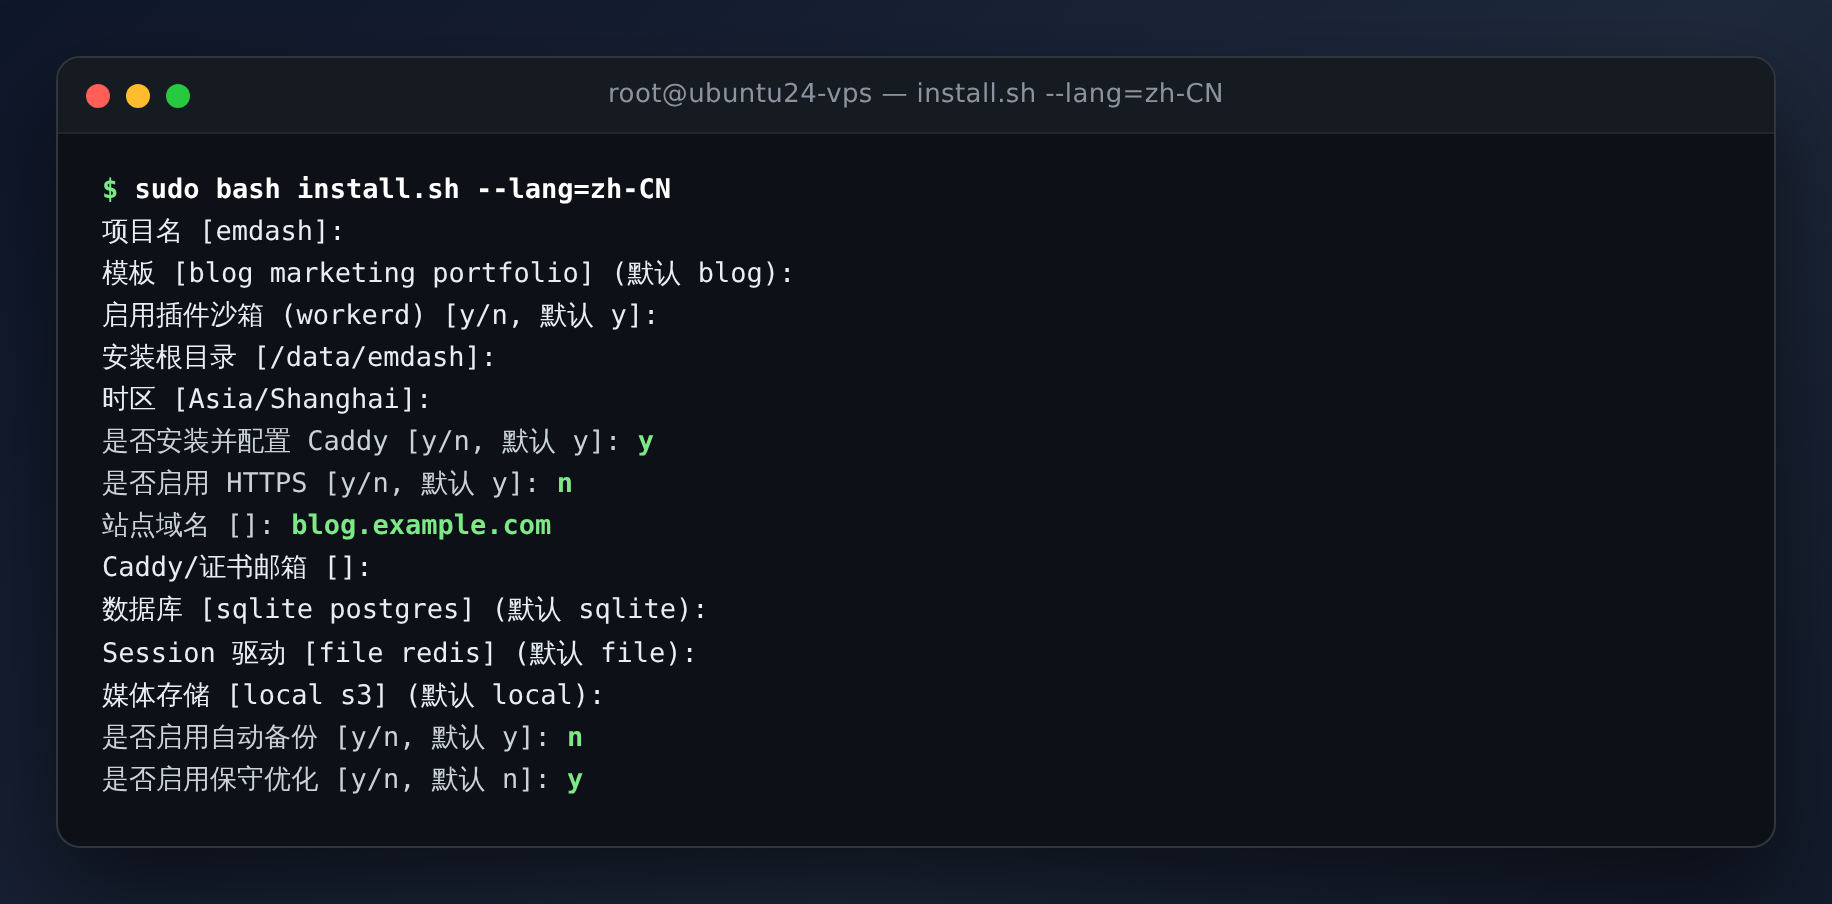 root@ubuntu24-vps — install.sh --lang=zh-CN
$ sudo bash install.sh --lang=zh-CN
项目名 [emdash]:
模板 [blog marketing portfolio] (默认 blog):
启用插件沙箱 (workerd) [y/n, 默认 y]:
安装根目录 [/data/emdash]:
时区 [Asia/Shanghai]:
是否安装并配置 Caddy [y/n, 默认 y]: y
是否启用 HTTPS [y/n, 默认 y]: n
站点域名 []: blog.example.com
Caddy/证书邮箱 []:
数据库 [sqlite postgres] (默认 sqlite):
Session 驱动 [file redis] (默认 file):
媒体存储 [local s3] (默认 local):
是否启用自动备份 [y/n, 默认 y]: n
是否启用保守优化 [y/n, 默认 n]: y